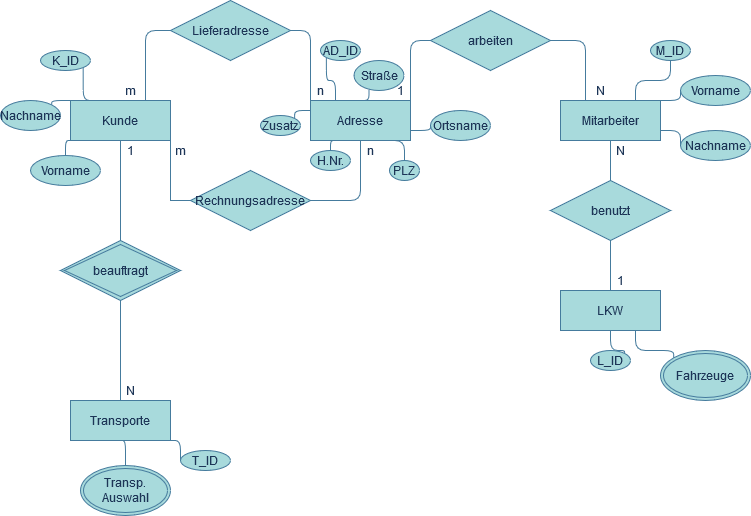 Lieferadresse
arbeiten
AD_ID
M_ID
K_ID
Straße
m
n
1
N
Vorname
Nachname
Kunde
Zusatz
Adresse
Ortsname
Mitarbeiter
Nachname
1
m
H.Nr.
n
PLZ
N
Vorname
Rechnungsadresse
benutzt
beauftragt
1
LKW
L_ID
Fahrzeuge
N
Transporte
T_ID
Transp.
Auswahl